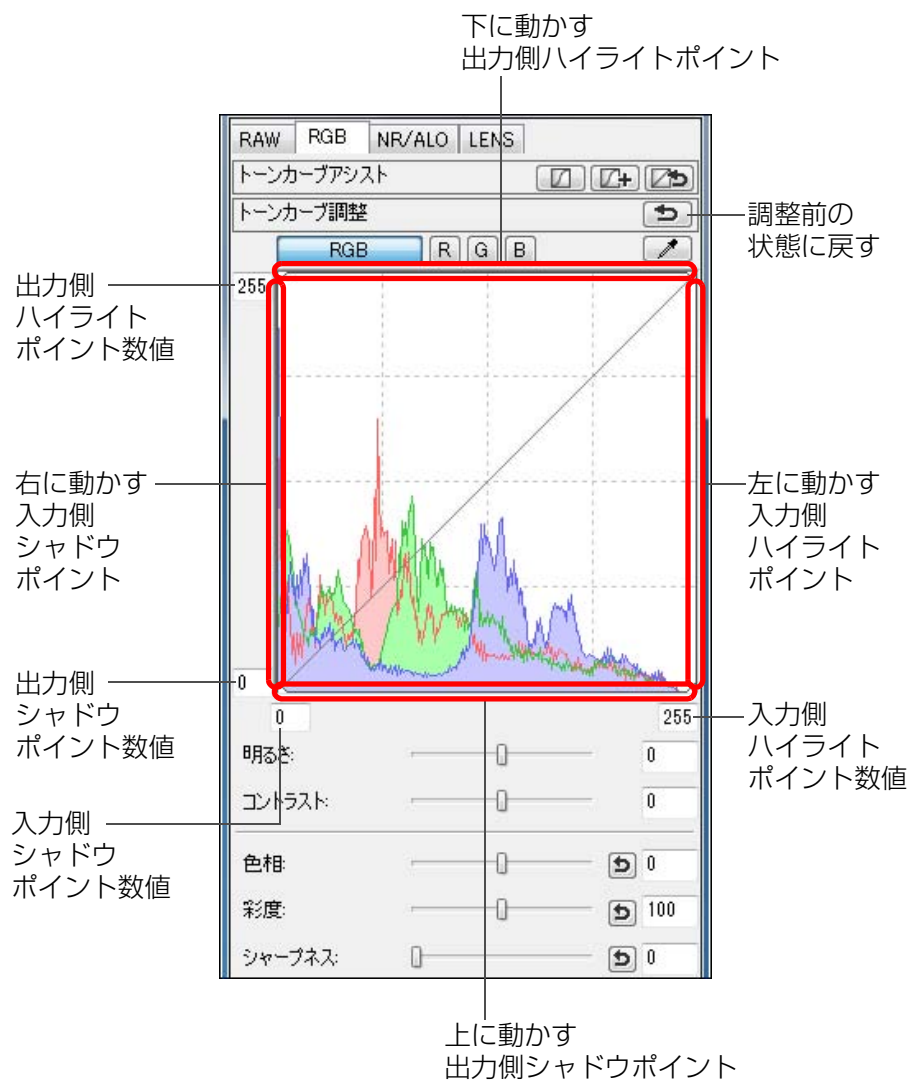 下に動かす
出力側ハイライトポイント
RAW RGB NR/ALO LENS
トーンカーブアシスト
トーンカーブ調整
調整前の
状態に戻す
RGB R G B
出力側
ハイライト
ポイント数値
255
右に動かす
入力側
シャドウ
ポイント
左に動かす
入力側
ハイライト
ポイント
出力側
シャドウ
ポイント数値
0
0
255
入力側
ハイライト
ポイント数値
明るさ: 0
コントラスト: 0
入力側
シャドウ
ポイント数値
色相: 0
彩度: 100
シャープネス: 0
上に動かす
出力側シャドウポイント